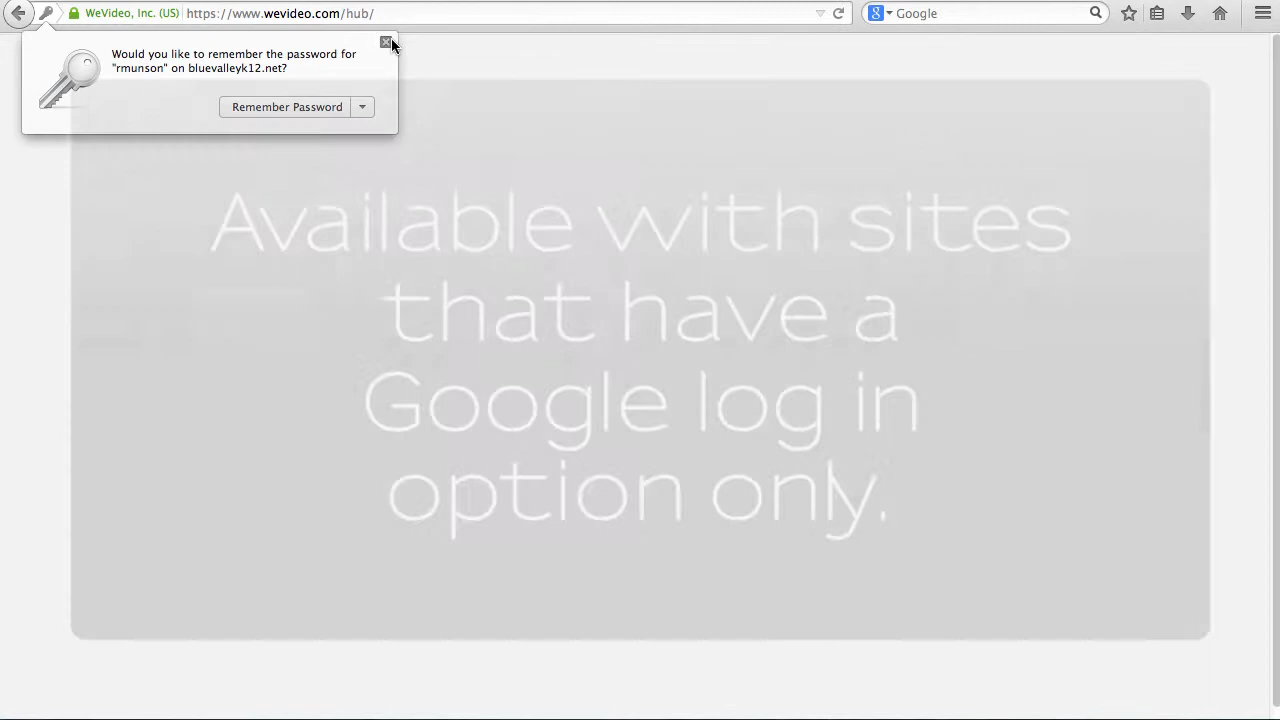 WeVideo, Inc. (US) https://www.wevideo.com/hub/ Google
Would you like to remember the password for
"rmunson" on bluevalleyk12.net?
Remember Password
Available with sites
that have a
Google log in
option only.